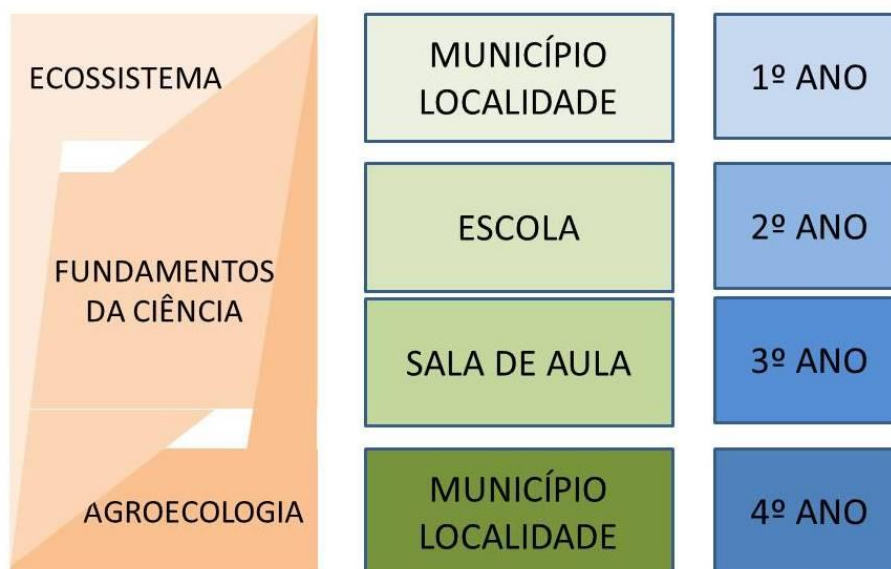 ECOSSISTEMA
MUNICÍPIO
LOCALIDADE
1º ANO
ESCOLA
2º ANO
FUNDAMENTOS
DA CIÊNCIA
SALA DE AULA
3º ANO
AGROECOLOGIA
MUNICÍPIO
LOCALIDADE
4º ANO